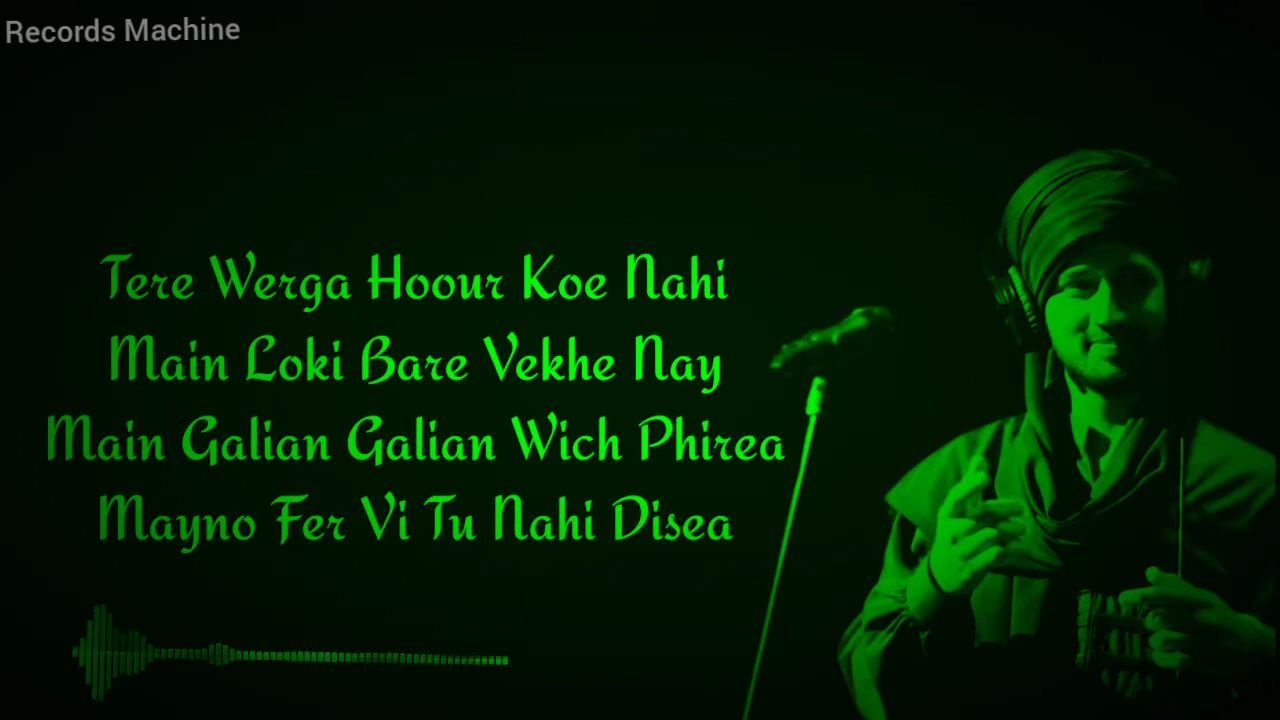 Records Machine
Tere Werga Hoour Koe Nahi
Main Loki Bare Vekhe Nay
Main Galian Galian Wich Phirea
Mayno Fer Vi Tu Nahi Disea